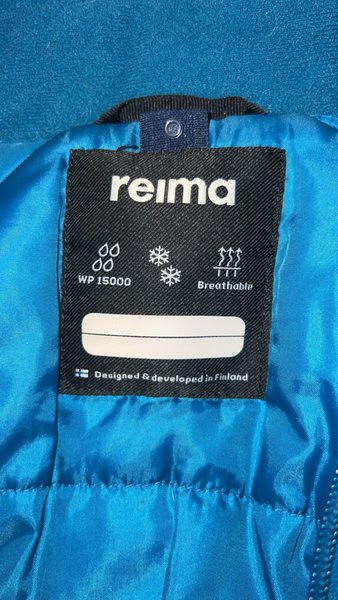 reima
WP 15000
Breathable
Designed & developed in Finland